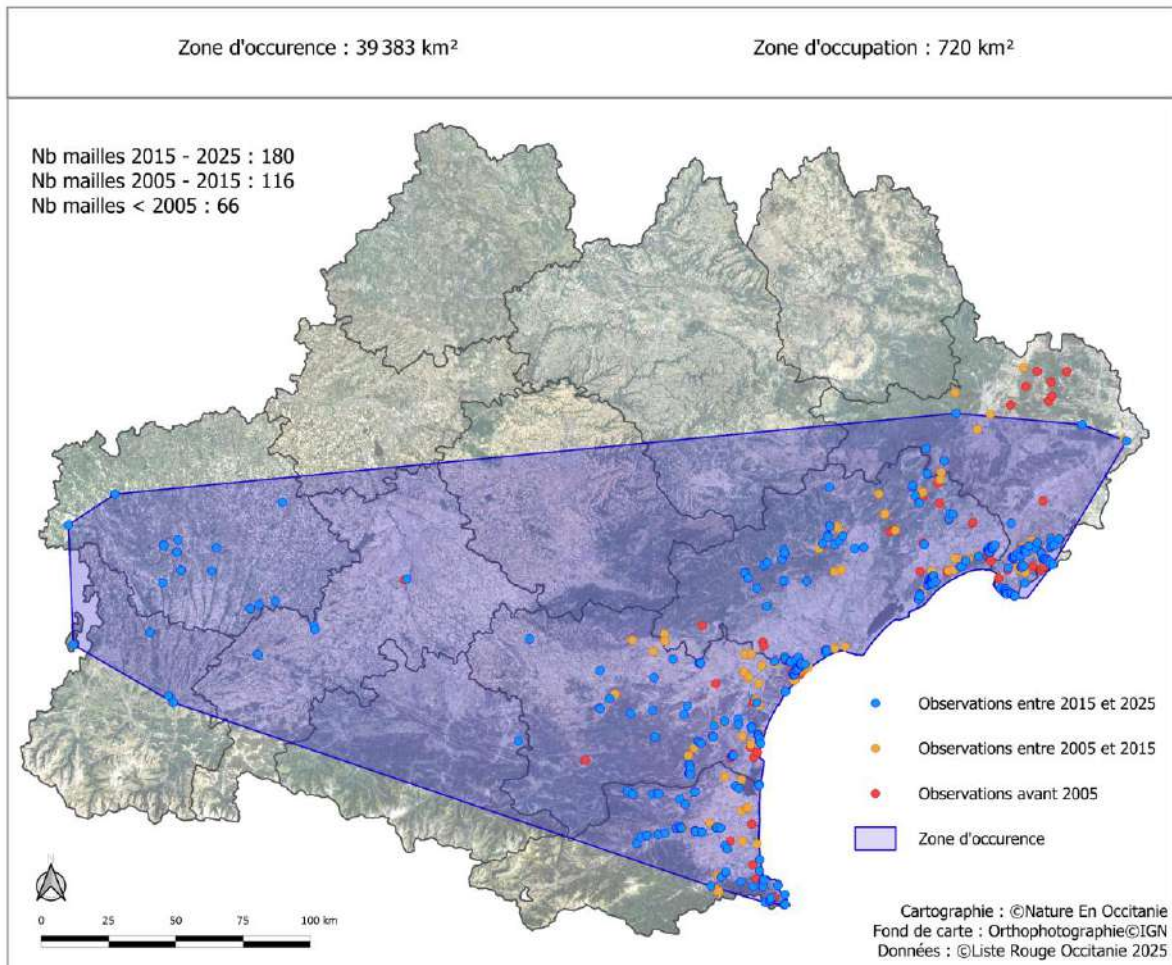 Zone d'occurence : 39 383 km²
Zone d'occupation : 720 km²
Nb mailles 2015 - 2025 : 180
Nb mailles 2005 - 2015 : 116
Nb mailles < 2005 : 66
Observations entre 2015 et 2025
Observations entre 2005 et 2015
Observations avant 2005
Zone d'occurence
N
0 25 50 75 100 km
Cartographie : ©Nature En Occitanie
Fond de carte : Orthophotographie©IGN
Données : ©Liste Rouge Occitanie 2025